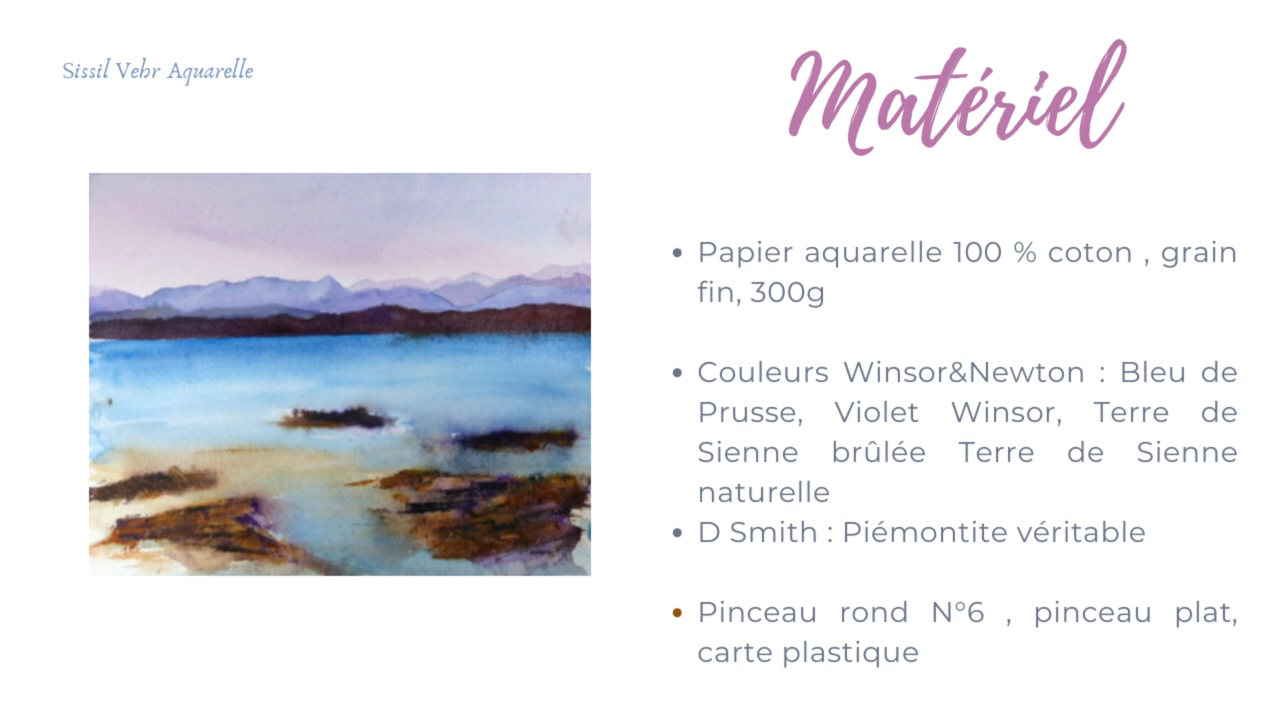 Sissil Vehr Aquarelle
Matériel
• Papier aquarelle 100 % coton , grain
fin, 300g
• Couleurs Winsor&Newton : Bleu de
Prusse, Violet Winsor, Terre de
Sienne brûlée Terre de Sienne
naturelle
• D Smith : Piémontite véritable
• Pinceau rond N°6 , pinceau plat,
carte plastique